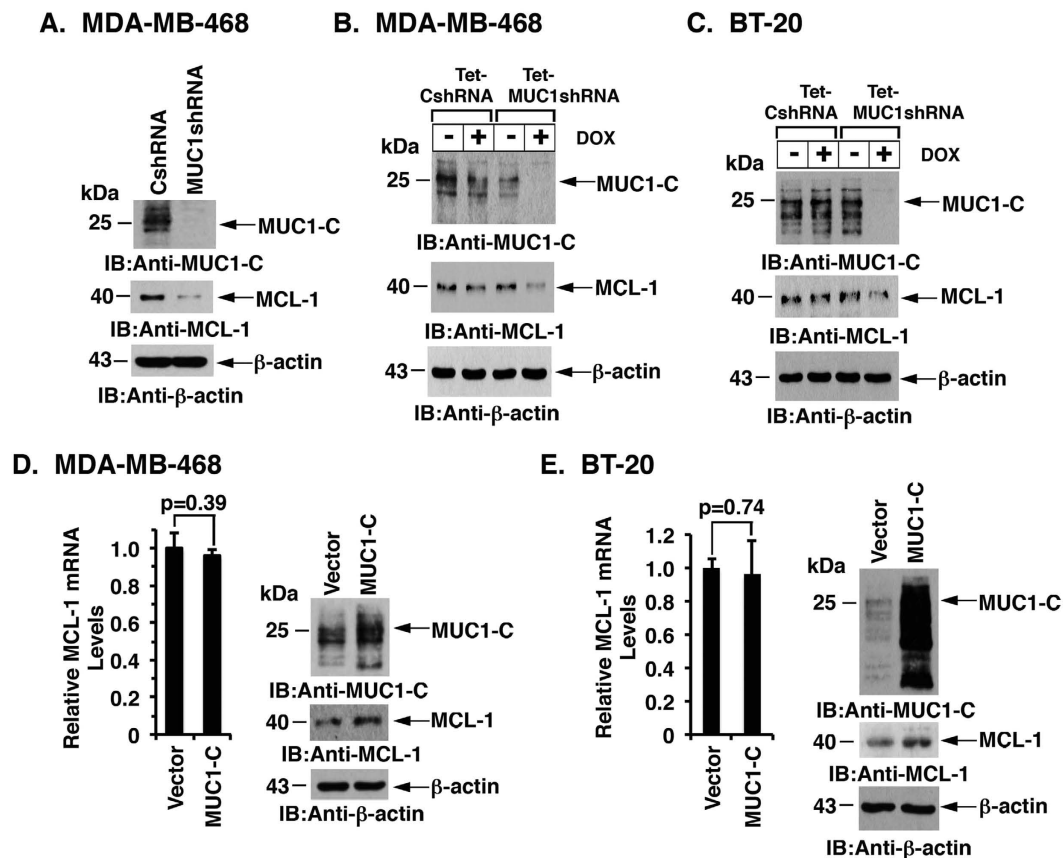 A. MDA-MB-468
CshRNA
MUC1shRNA
kDa
25
MUC1-C
IB:Anti-MUC1-C
40
MCL-1
IB:Anti-MCL-1
43
β-actin
IB:Anti-β-actin
B. MDA-MB-468
Tet-
CshRNA
Tet-
MUC1shRNA
- + - + DOX
kDa
25
MUC1-C
IB:Anti-MUC1-C
40
MCL-1
IB:Anti-MCL-1
43
β-actin
IB:Anti-β-actin
C. BT-20
Tet-
CshRNA
Tet-
MUC1shRNA
- + - + DOX
kDa
25
MUC1-C
IB:Anti-MUC1-C
40
MCL-1
IB:Anti-MCL-1
43
β-actin
IB:Anti-β-actin
D. MDA-MB-468
p=0.39
Relative MCL-1 mRNA
Levels
1.0
0.8
0.6
0.4
0.2
0
Vector
MUC1-C
Vector
MUC1-C
kDa
25
MUC1-C
IB:Anti-MUC1-C
40
MCL-1
IB:Anti-MCL-1
43
β-actin
IB:Anti-β-actin
E. BT-20
p=0.74
Relative MCL-1 mRNA
Levels
1.2
1.0
0.8
0.6
0.4
0.2
0
Vector
MUC1-C
Vector
MUC1-C
kDa
25
MUC1-C
IB:Anti-MUC1-C
40
MCL-1
IB:Anti-MCL-1
43
β-actin
IB:Anti-β-actin